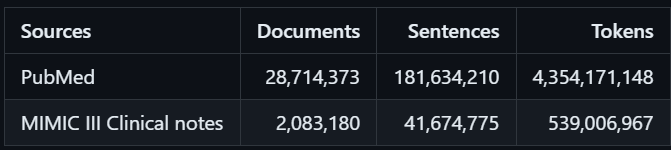 Sources Documents Sentences Tokens
PubMed 28,714,373 181,634,210 4,354,171,148
MIMIC III Clinical notes 2,083,180 41,674,775 539,006,967